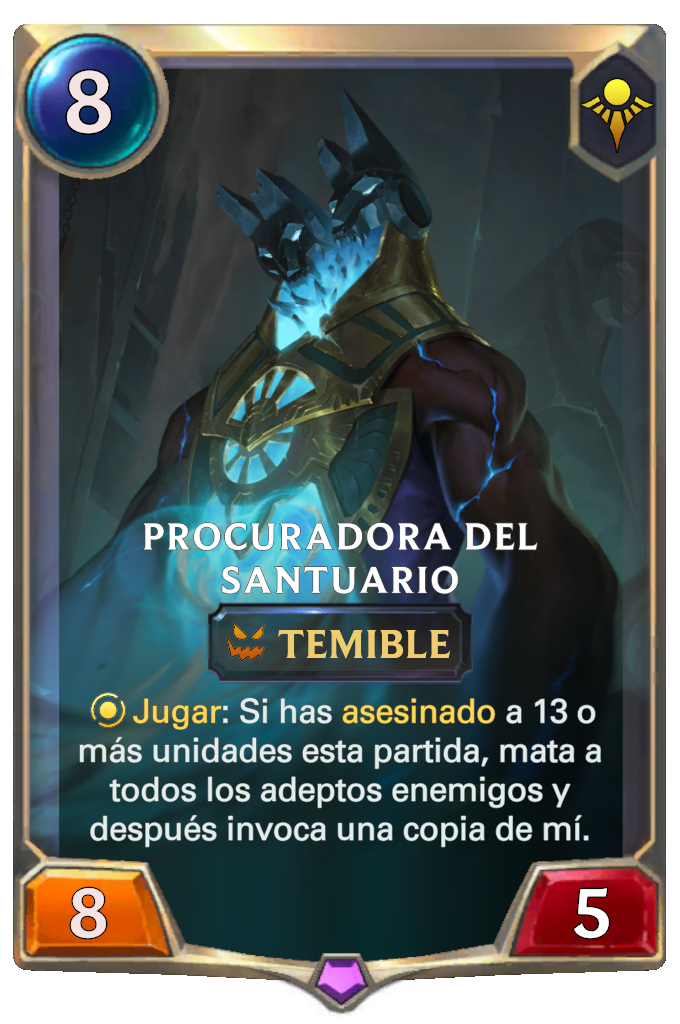 8
PROCURADORA DEL
SANTUARIO
TEMIBLE
Jugar: Si has asesinado a 13 o
más unidades esta partida, mata a
todos los adeptos enemigos y
después invoca una copia de mí.
8
5